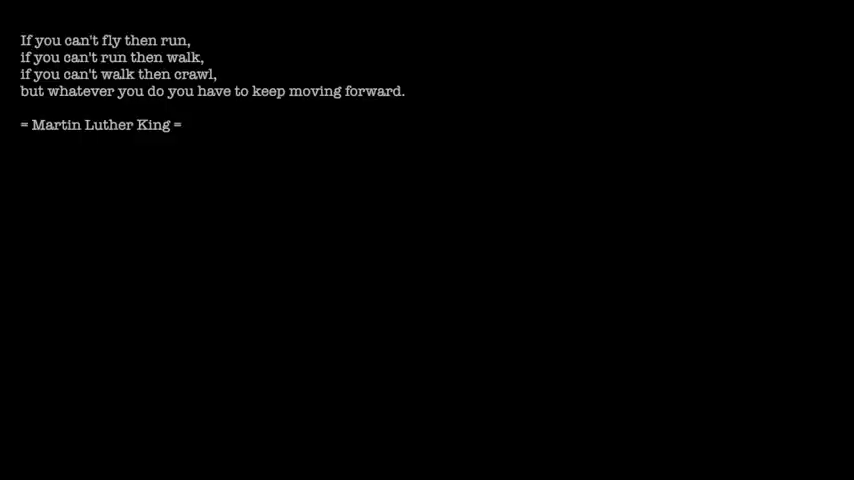 If you can't fly then run,
if you can't run then walk,
if you can't walk then crawl,
but whatever you do you have to keep moving forward.
= Martin Luther King =